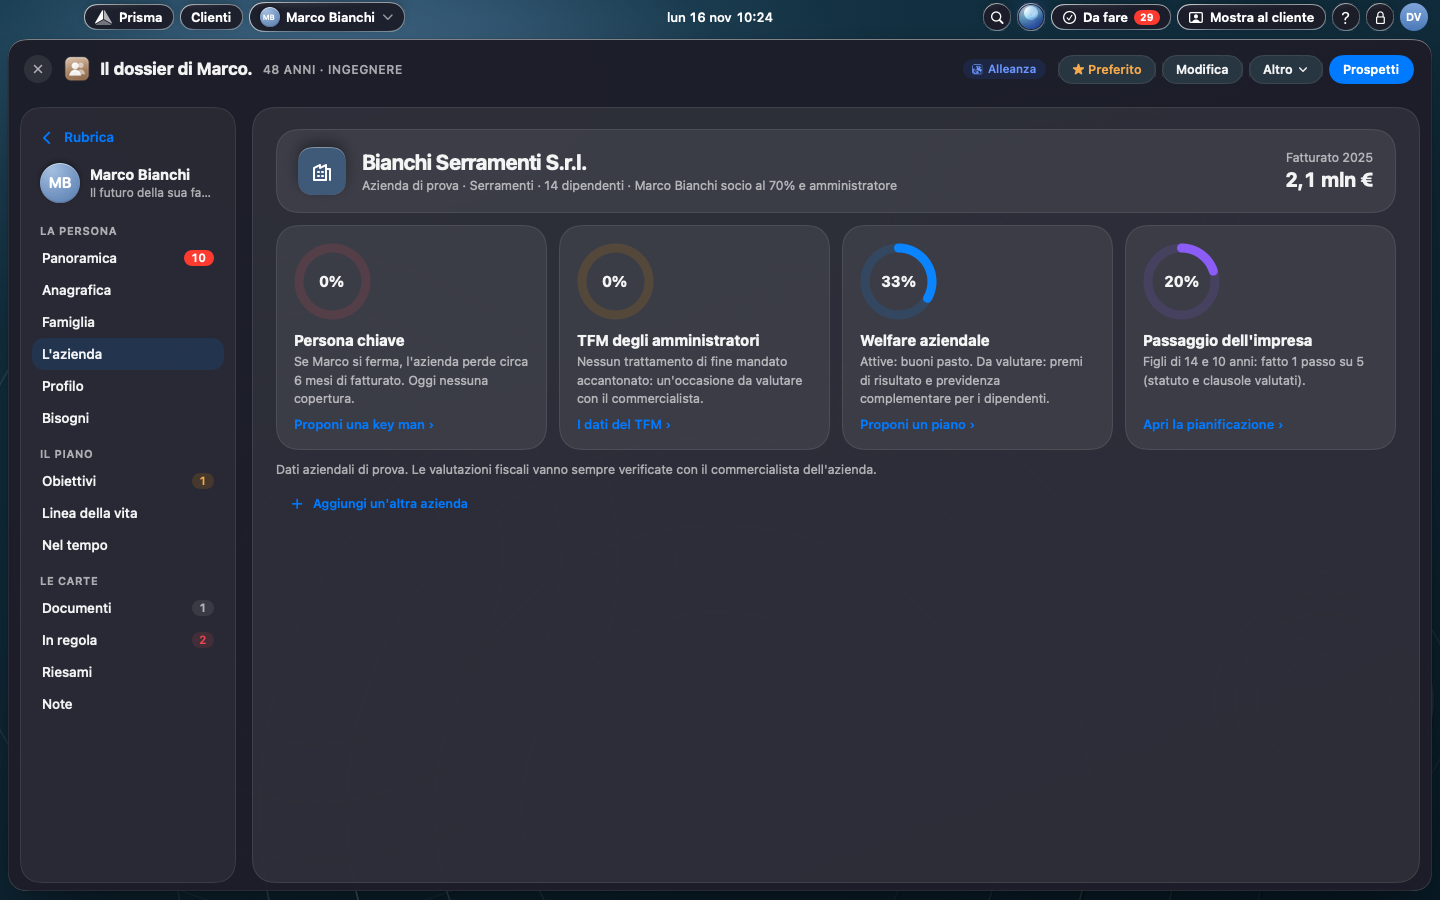 Prisma
Clienti
MB
Marco Bianchi
lun 16 nov 10:24
Da fare 29
Mostra al cliente
?
DV
Il dossier di Marco.
48 ANNI · INGEGNERE
Alleanza
Preferito
Modifica
Altro
Prospetti
Rubrica
MB
Marco Bianchi
Il futuro della sua fa...
LA PERSONA
Panoramica 10
Anagrafica
Famiglia
L'azienda
Profilo
Bisogni
IL PIANO
Obiettivi 1
Linea della vita
Nel tempo
LE CARTE
Documenti 1
In regola 2
Riesami
Note
Bianchi Serramenti S.r.l.
Azienda di prova · Serramenti · 14 dipendenti · Marco Bianchi socio al 70% e amministratore
Fatturato 2025
2,1 mln €
0%
Persona chiave
Se Marco si ferma, l'azienda perde circa
6 mesi di fatturato. Oggi nessuna
copertura.
Proponi una key man ›
0%
TFM degli amministratori
Nessun trattamento di fine mandato
accantonato: un'occasione da valutare
con il commercialista.
I dati del TFM ›
33%
Welfare aziendale
Attive: buoni pasto. Da valutare: premi
di risultato e previdenza
complementare per i dipendenti.
Proponi un piano ›
20%
Passaggio dell'impresa
Figli di 14 e 10 anni: fatto 1 passo su 5
(statuto e clausole valutati).
Apri la pianificazione ›
Dati aziendali di prova. Le valutazioni fiscali vanno sempre verificate con il commercialista dell'azienda.
+ Aggiungi un'altra azienda